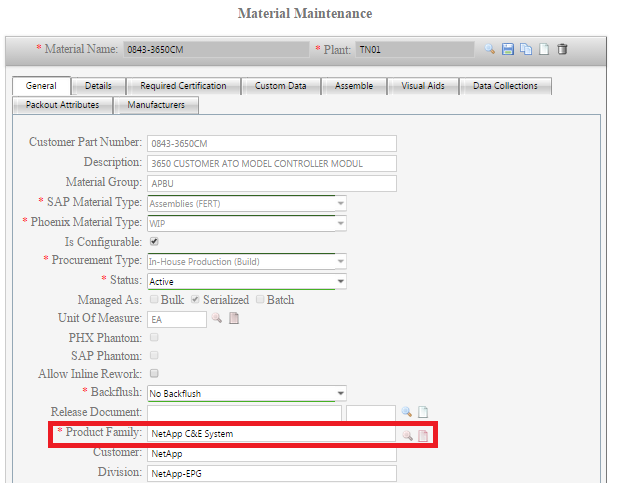 Material Maintenance
* Material Name: 0843-3650CM * Plant: TN01
General Details Required Certification Custom Data Assemble Visual Aids Data Collections
Packout Attributes Manufacturers
Customer Part Number: 0843-3650CM
Description: 3650 CUSTOMER ATO MODEL CONTROLLER MODUL
Material Group: APBU
* SAP Material Type: Assemblies (FERT)
* Phoenix Material Type: WIP
Is Configurable:
* Procurement Type: In-House Production (Build)
* Status: Active
Managed As: Bulk Serialized Batch
Unit Of Measure: EA
PHX Phantom:
SAP Phantom:
Allow Inline Rework:
* Backflush: No Backflush
Release Document:
* Product Family: NetApp C&E System
Customer: NetApp
Division: NetApp-EPG